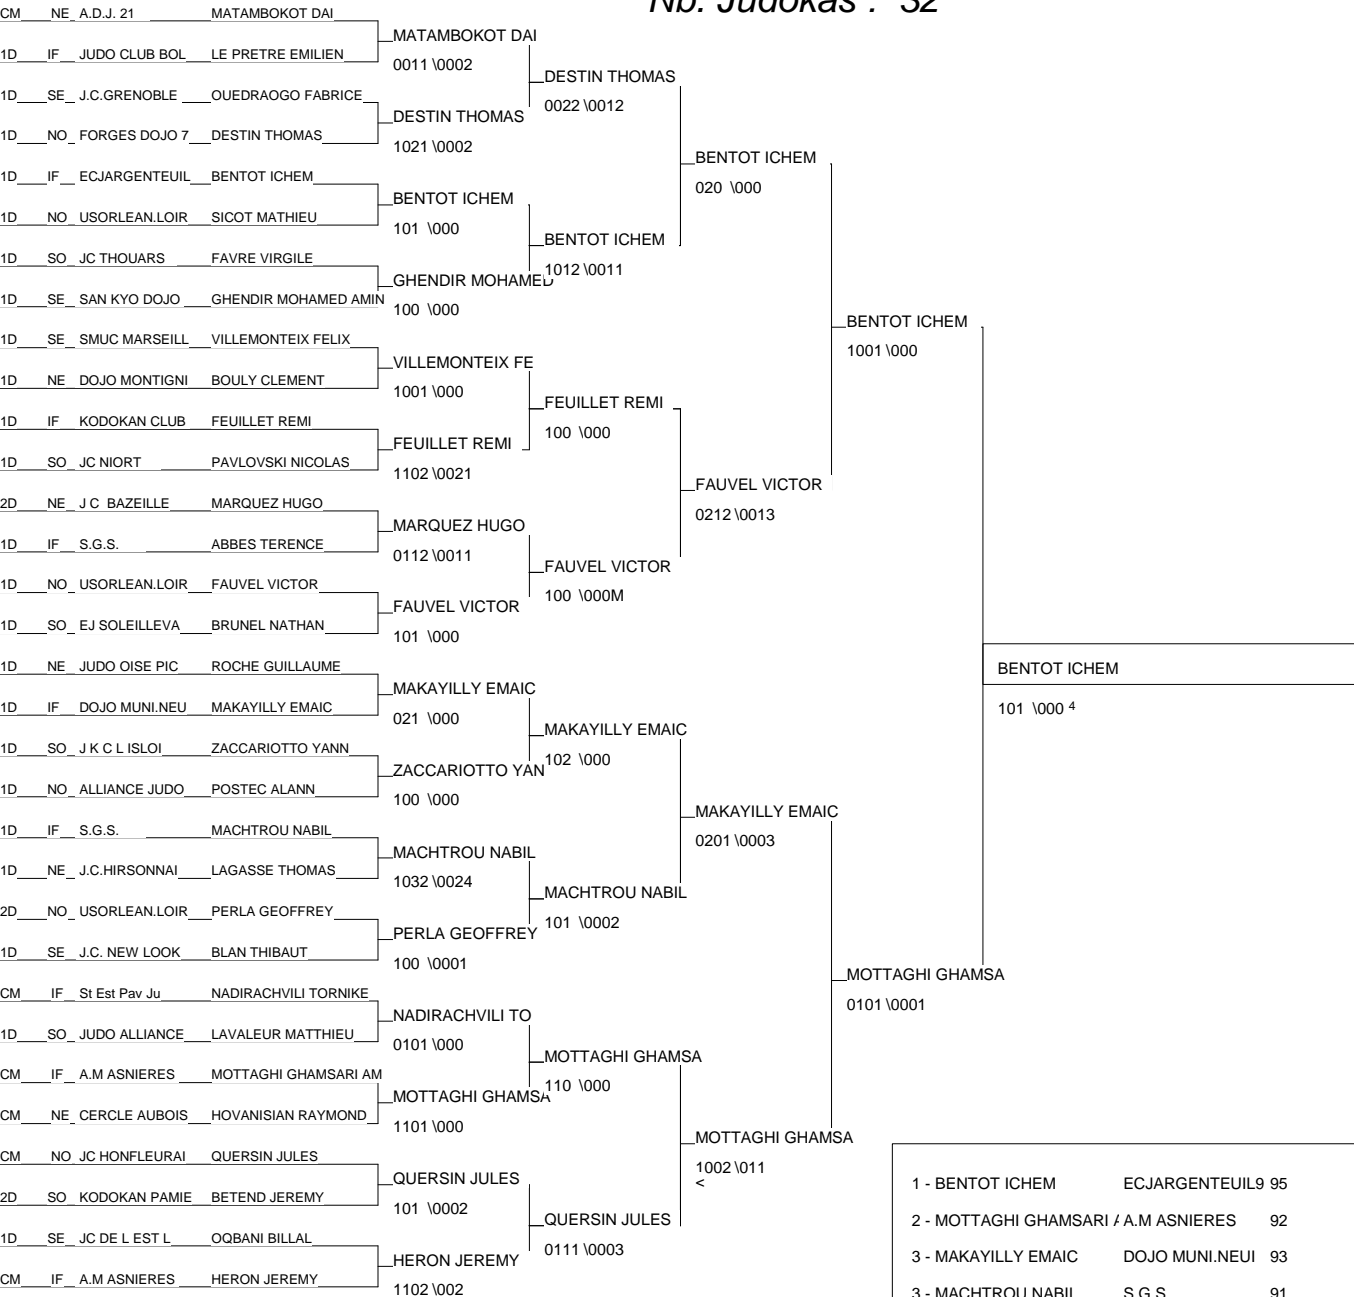 Nb. Judokas : 32
CM NE A.D.J. 21 MATAMBOKOT DAI
MATAMBOKOT DAI
1D IF JUDO CLUB BOL LE PRETRE EMILIEN
0011 \0002
DESTIN THOMAS
1D SE J.C.GRENOBLE OUEDRAOGO FABRICE
0022 \0012
DESTIN THOMAS
1D NO FORGES DOJO 7 DESTIN THOMAS
1021 \0002
BENTOT ICHEM
1D IF ECJARGENTEUIL BENTOT ICHEM
020 \000
BENTOT ICHEM
1D NO USORLEAN.LOIR SICOT MATHIEU
101 \000
BENTOT ICHEM
1D SO JC THOUARS FAVRE VIRGILE
1012 \0011
GHENDIR MOHAMED
1D SE SAN KYO DOJO GHENDIR MOHAMED AMIN
100 \000
BENTOT ICHEM
1D SE SMUC MARSEILL VILLEMONTEIX FELIX
1001 \000
VILLEMONTEIX FE
1D NE DOJO MONTIGNI BOULY CLEMENT
1001 \000
FEUILLET REMI
1D IF KODOKAN CLUB FEUILLET REMI
100 \000
FEUILLET REMI
1D SO JC NIORT PAVLOVSKI NICOLAS
1102 \0021
FAUVEL VICTOR
2D NE J C BAZEILLE MARQUEZ HUGO
0212 \0013
MARQUEZ HUGO
1D IF S.G.S. ABBES TERENCE
0112 \0011
FAUVEL VICTOR
1D NO USORLEAN.LOIR FAUVEL VICTOR
100 \000M
FAUVEL VICTOR
1D SO EJ SOLEILLEVA BRUNEL NATHAN
101 \000
1D NE JUDO OISE PIC ROCHE GUILLAUME
BENTOT ICHEM
MAKAYILLY EMAIC
1D IF DOJO MUNI.NEU MAKAYILLY EMAIC
101 \000 4
021 \000
MAKAYILLY EMAIC
1D SO J K C L ISLOI ZACCARIOTTO YANN
102 \000
ZACCARIOTTO YAN
1D NO ALLIANCE JUDO POSTEC ALANN
100 \000
MAKAYILLY EMAIC
1D IF S.G.S. MACHTROU NABIL
0201 \0003
MACHTROU NABIL
1D NE J.C.HIRSONNAI LAGASSE THOMAS
1032 \0024
MACHTROU NABIL
2D NO USORLEAN.LOIR PERLA GEOFFREY
101 \0002
PERLA GEOFFREY
1D SE J.C. NEW LOOK BLAN THIBAUT
100 \0001
MOTTAGHI GHAMSA
CM IF St Est Pav Ju NADIRACHVILI TORNIKE
0101 \0001
NADIRACHVILI TO
1D SO JUDO ALLIANCE LAVALEUR MATTHIEU
0101 \000
MOTTAGHI GHAMSA
CM IF A.M ASNIERES MOTTAGHI GHAMSARI AM
110 \000
MOTTAGHI GHAMSA
CM NE CERCLE AUBOIS HOVANISIAN RAYMOND
1101 \000
MOTTAGHI GHAMSA
CM NO JC HONFLEURAI QUERSIN JULES
1002 \011
<
QUERSIN JULES
2D SO KODOKAN PAMIE BETEND JEREMY
101 \0002
QUERSIN JULES
1D SE JC DE L EST L OQBANI BILLAL
0111 \0003
HERON JEREMY
CM IF A.M ASNIERES HERON JEREMY
1102 \002
1 - BENTOT ICHEM ECJARGENTEUIL9 95
2 - MOTTAGHI GHAMSARI A.M ASNIERES 92
3 - MAKAYILLY EMAIC DOJO MUNI.NEUI 93
3 - MACHTROU NABIL S.G.S. 91